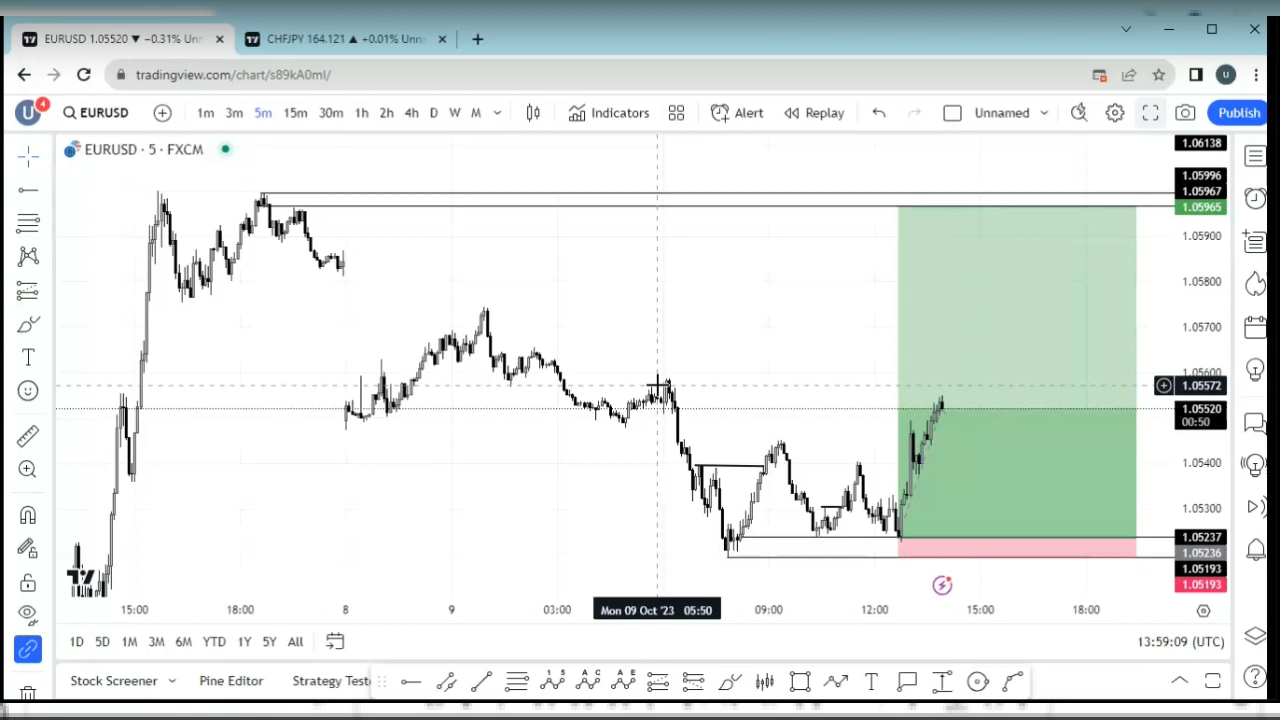 EURUSD 1.05520 ▼ −0.31% Unn
CHFJPY 164.121 ▲ +0.01% Unn
tradingview.com/chart/s89kA0ml/
U
U 4
EURUSD
1m 3m 5m 15m 30m 1h 2h 4h D W M
Indicators
Alert
Replay
Unnamed
Publish
EURUSD · 5 · FXCM
1.06138
1.05996
1.05967
1.05965
1.05900
1.05800
1.05700
1.05600
1.05572
1.05520
00:50
1.05400
1.05300
1.05237
1.05236
1.05193
1.05193
15:00 18:00 8 9 03:00 Mon 09 Oct '23 05:50 09:00 12:00 15:00 18:00
1D 5D 1M 3M 6M YTD 1Y 5Y All
13:59:09 (UTC)
Stock Screener Pine Editor Strategy Test